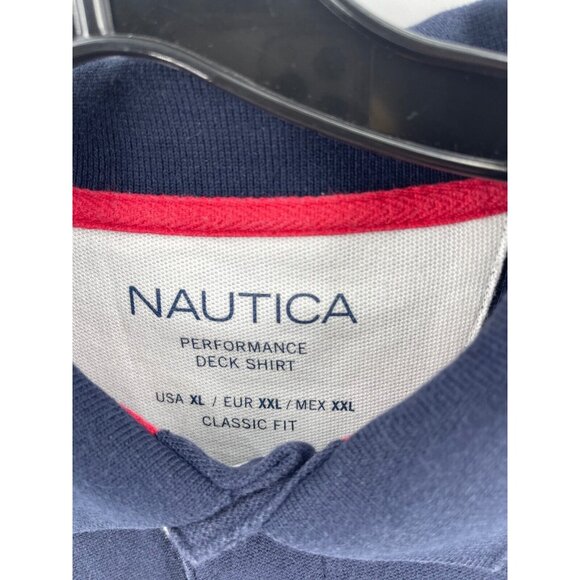 NAUTICA
PERFORMANCE
DECK SHIRT
USA XL / EUR XXL / MEX XXL
CLASSIC FIT